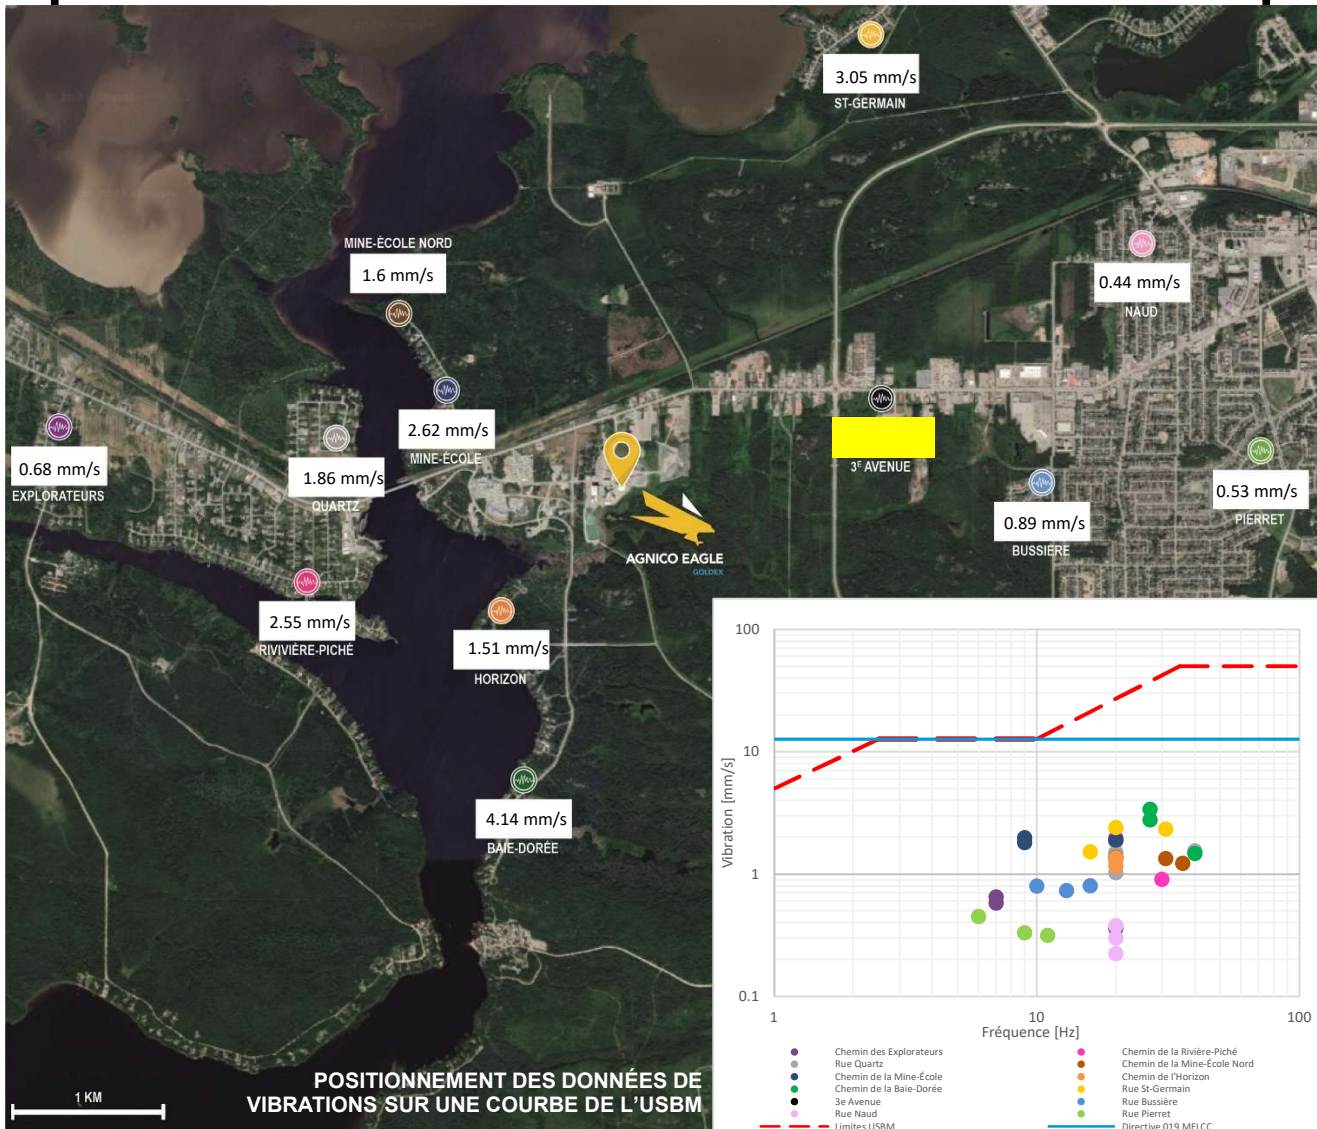 3.05 mm/s
ST-GERMAIN
MINE-ÉCOLE NORD
1.6 mm/s
0.44 mm/s
NAUD
2.62 mm/s
MINE-ÉCOLE
0.68 mm/s
EXPLORATEURS
1.86 mm/s
QUARTZ
3E AVENUE
0.53 mm/s
PIERRET
0.89 mm/s
BUSSIÈRE
AGNICO EAGLE
GOLDEX
2.55 mm/s
RIVIVIÈRE-PICHÉ
1.51 mm/s
HORIZON
4.14 mm/s
BAIE-DORÉE
100
10
1
0.1
Vibration [mm/s]
1
10
100
Fréquence [Hz]
Chemin des Explorateurs
Rue Quartz
Chemin de la Mine-École
Chemin de la Baie-Dorée
3e Avenue
Rue Naud
Limites USBM
Chemin de la Rivière-Piché
Chemin de la Mine-École Nord
Chemin de l'Horizon
Rue St-Germain
Rue Bussière
Rue Pierret
Directive 019 MELCC
1 KM
POSITIONNEMENT DES DONNÉES DE
VIBRATIONS SUR UNE COURBE DE L'USBM